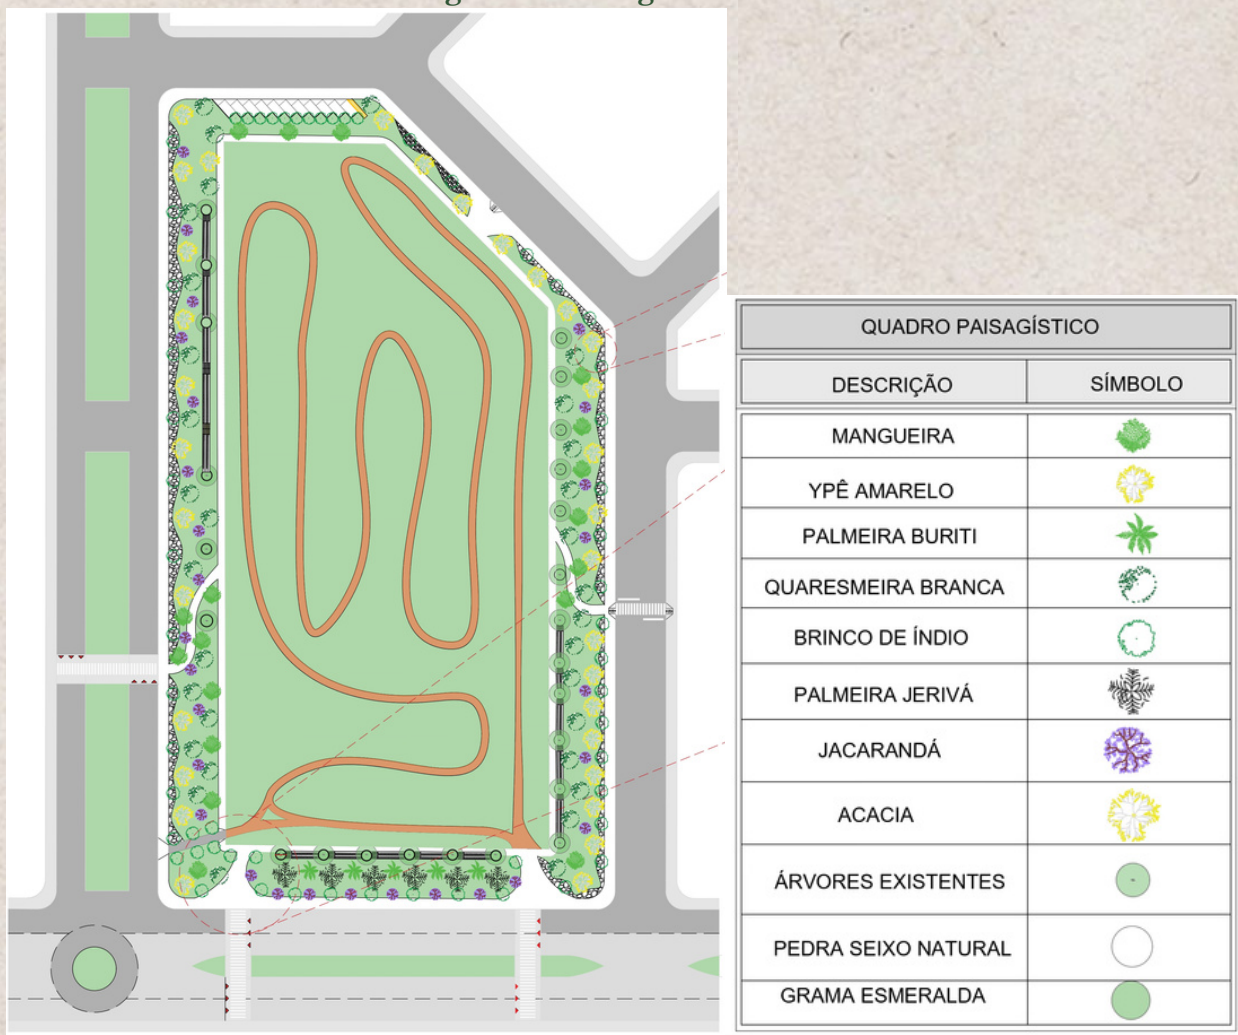 QUADRO PAISAGÍSTICO
DESCRIÇÃO SÍMBOLO
MANGUEIRA
YPÊ AMARELO
PALMEIRA BURITI
QUARESMEIRA BRANCA
BRINCO DE ÍNDIO
PALMEIRA JERIVÁ
JACARANDÁ
ACACIA
ÁRVORES EXISTENTES
PEDRA SEIXO NATURAL
GRAMA ESMERALDA